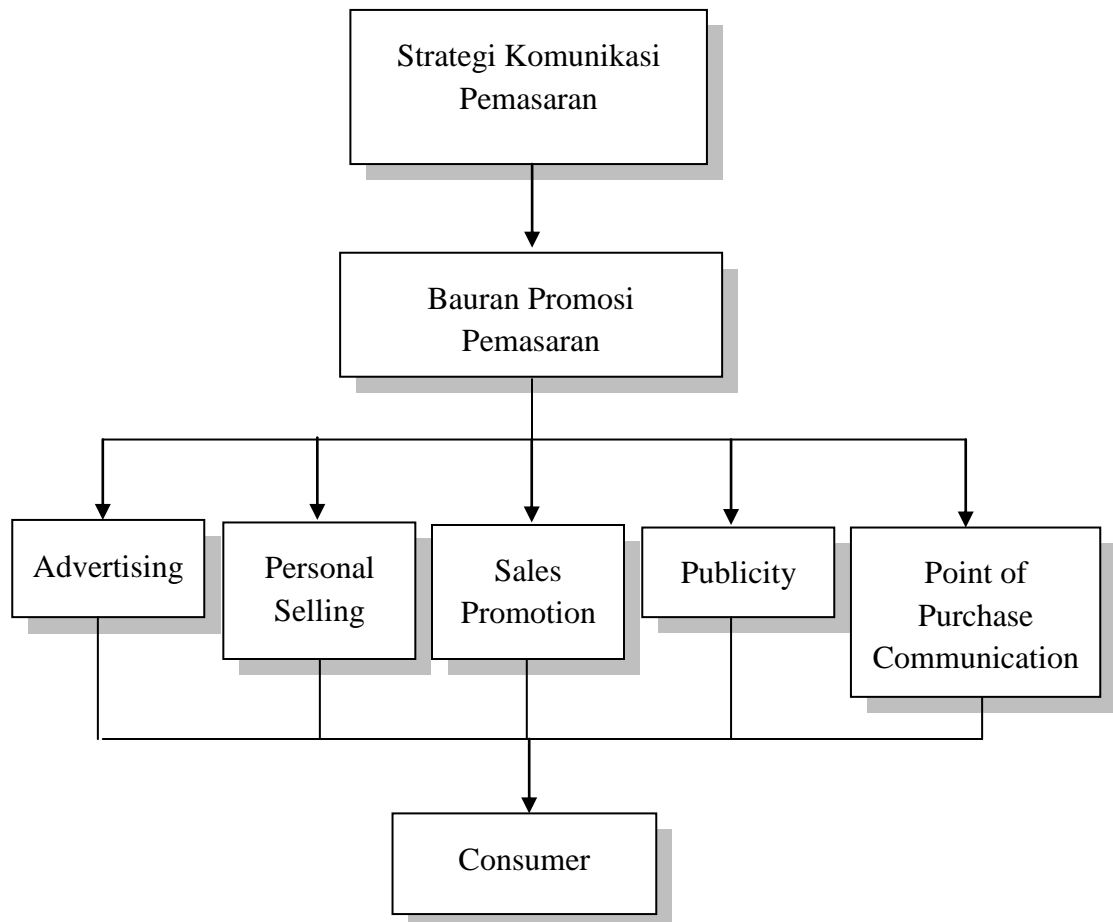 Strategi Komunikasi
Pemasaran
Bauran Promosi
Pemasaran
Advertising
Personal
Selling
Sales
Promotion
Publicity
Point of
Purchase
Communication
Consumer